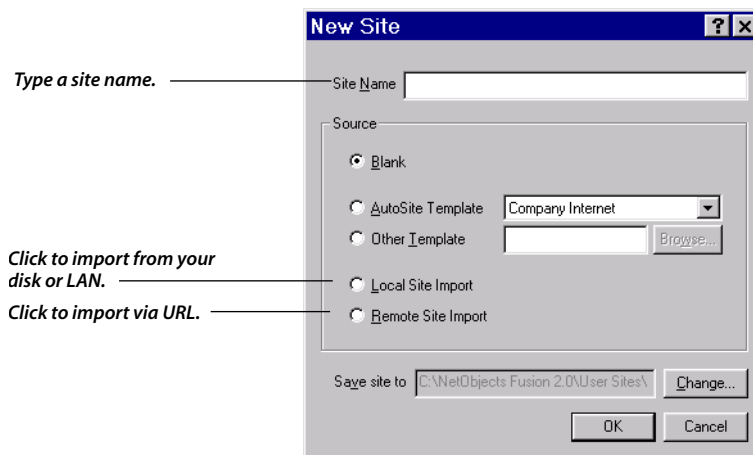 New Site
Type a site name.
Site Name
Source
Blank
AutoSite Template Company Internet
Other Template Browse...
Click to import from your
disk or LAN.
Local Site Import
Click to import via URL.
Remote Site Import
Save site to C:\NetObjects Fusion 2.0\User Sites\ Change...
OK Cancel